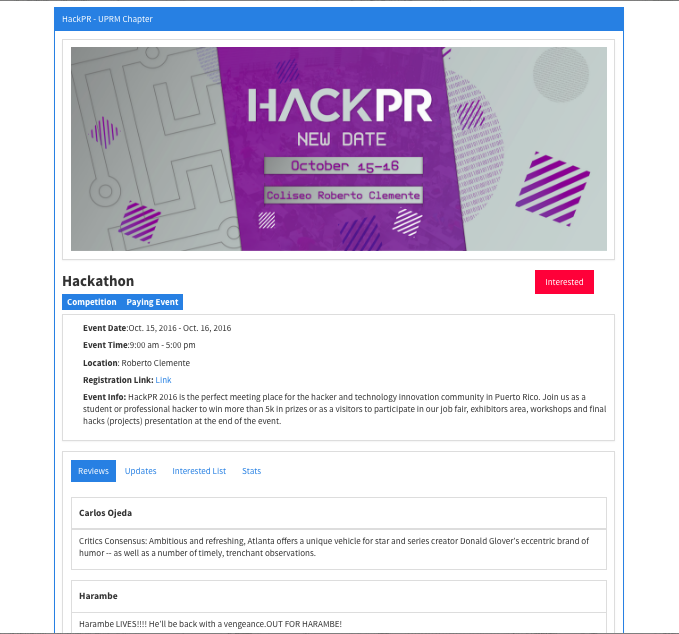 HackPR - UPRM Chapter
HACKPR
NEW DATE
October 15-16
Coliseo Roberto Clemente
Hackathon
Interested
Competition Paying Event
Event Date:Oct. 15, 2016 - Oct. 16, 2016
Event Time:9:00 am - 5:00 pm
Location: Roberto Clemente
Registration Link: Link
Event Info: HackPR 2016 is the perfect meeting place for the hacker and technology innovation community in Puerto Rico. Join us as a
student or professional hacker to win more than 5k in prizes or as a visitors to participate in our job fair, exhibitors area, workshops and final
hacks (projects) presentation at the end of the event.
Reviews Updates Interested List Stats
Carlos Ojeda
Critics Consensus: Ambitious and refreshing, Atlanta offers a unique vehicle for star and series creator Donald Glover's eccentric brand of
humor -- as well as a number of timely, trenchant observations.
Harambe
Harambe LIVES!!!! He'll be back with a vengeance.OUT FOR HARAMBE!